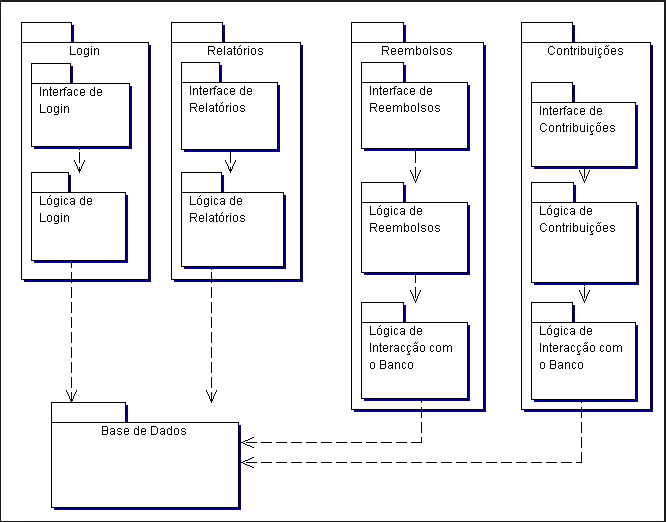 Login
Interface de
Login
Lógica de
Login
Relatórios
Interface de
Relatórios
Lógica de
Relatórios
Reembolsos
Interface de
Reembolsos
Lógica de
Reembolsos
Lógica de
Interacção com
o Banco
Contribuições
Interface de
Contribuições
Lógica de
Contribuições
Lógica de
Interacção com
o Banco
Base de Dados